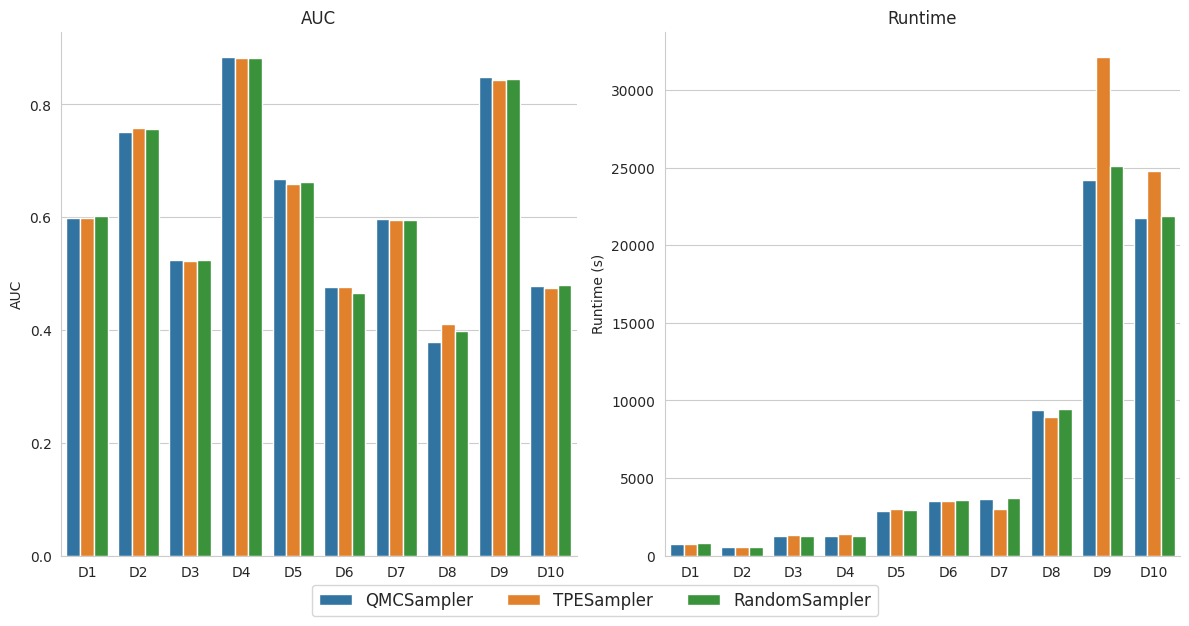 AUC
AUC
0.8
0.6
0.4
0.2
0.0
D1 D2 D3 D4 D5 D6 D7 D8 D9 D10
Runtime
Runtime (s)
30000
25000
20000
15000
10000
5000
0
D1 D2 D3 D4 D5 D6 D7 D8 D9 D10
QMCSampler TPESampler RandomSampler